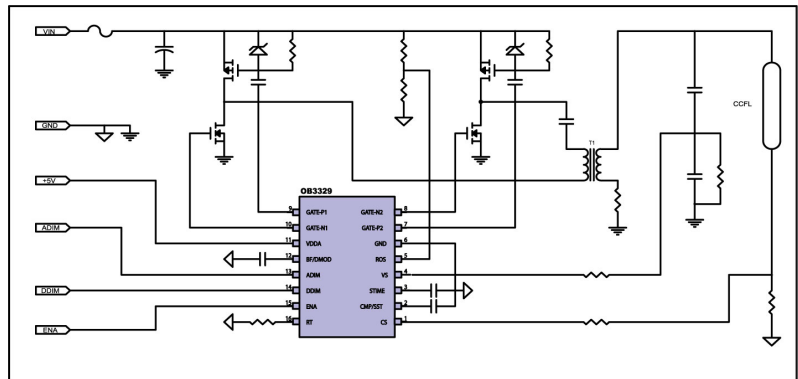 VIN
GND
+5V
ADIM
DDIM
ENA
T1
CCFL
OB3329
9 GATE-P1 GATE-N2 8
10 GATE-N1 GATE-P2 7
11 VDDA GND 6
12 BF/DMOD ROS 5
13 ADIM VS 4
14 DDIM STIME 3
15 ENA CMP/SST 2
16 RT CS 1